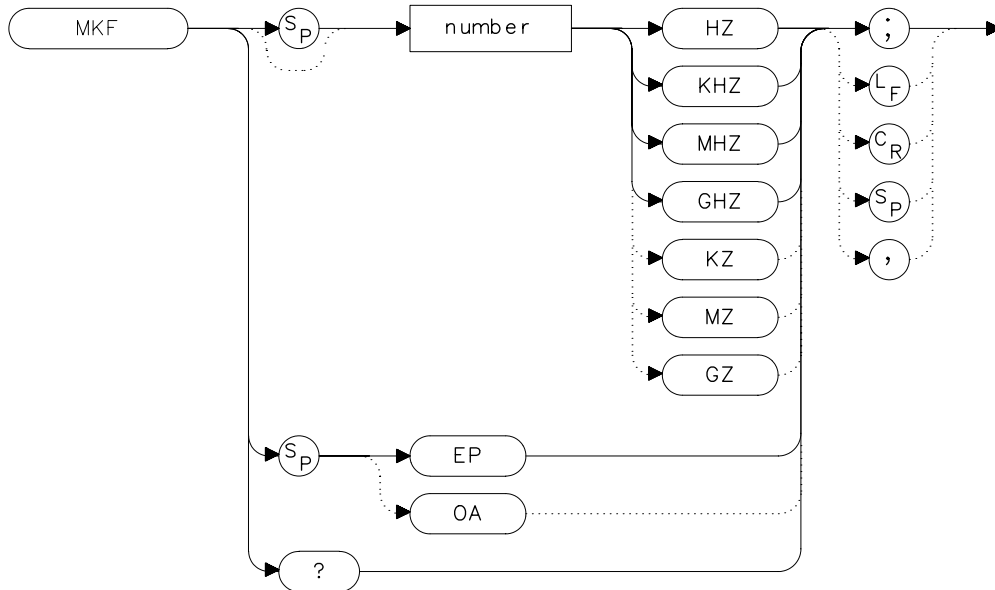 MKF SP number HZ ;
KHZ LF
MHZ CR
GHZ SP
KZ ,
MZ
GZ
SP EP
OA
?